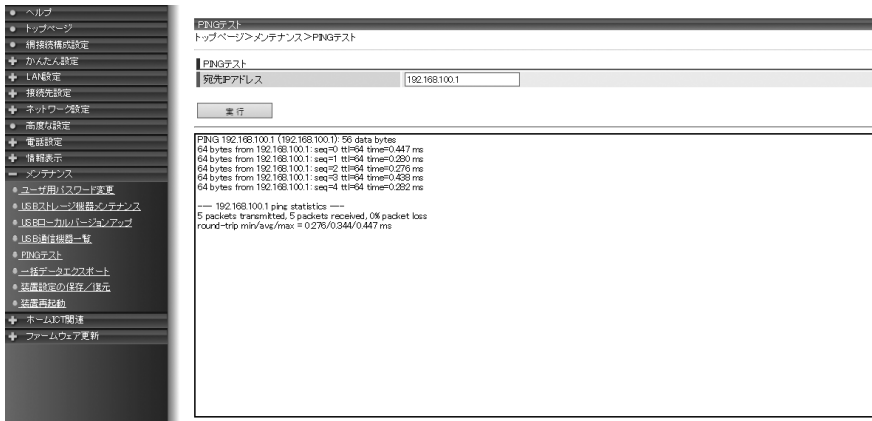 ヘルプ
トップページ
網接続構成設定
かんたん設定
LAN設定
接続先設定
ネットワーク設定
高度な設定
電話設定
情報表示
メンテナンス
ユーザ用パスワード変更
USBストレージ機器メンテナンス
USBローカルバージョンアップ
USB通信機器一覧
PINGテスト
一括データエクスポート
装置設定の保存／復元
装置再起動
ホームICT関連
ファームウェア更新
PINGテスト
トップページ＞メンテナンス＞PINGテスト
PINGテスト
宛先IPアドレス 192.168.100.1
実行
PING 192.168.100.1 (192.168.100.1): 56 data bytes
64 bytes from 192.168.100.1: seq=0 ttl=64 time=0.447 ms
64 bytes from 192.168.100.1: seq=1 ttl=64 time=0.280 ms
64 bytes from 192.168.100.1: seq=2 ttl=64 time=0.276 ms
64 bytes from 192.168.100.1: seq=3 ttl=64 time=0.438 ms
64 bytes from 192.168.100.1: seq=4 ttl=64 time=0.282 ms
--- 192.168.100.1 ping statistics ---
5 packets transmitted, 5 packets received, 0% packet loss
round-trip min/avg/max = 0.276/0.344/0.447 ms